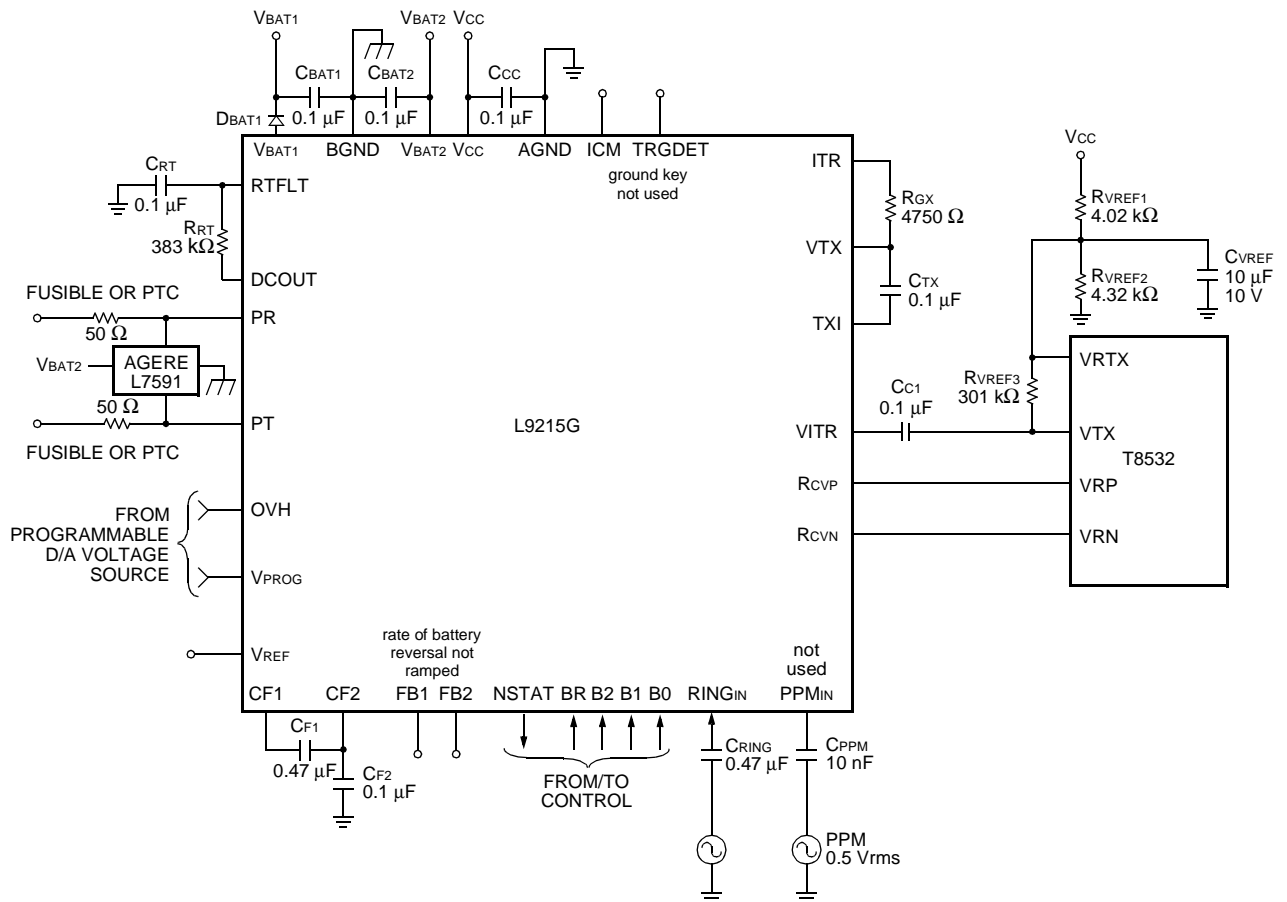 VBAT1
VBAT2
VCC
CBAT1
0.1 µF
CBAT2
0.1 µF
CCC
0.1 µF
DBAT1
VBAT1
BGND
VBAT2
VCC
AGND
ICM
TRGDET
ground key
not used
ITR
RGX
4750 Ω
VTX
CTX
0.1 µF
TXI
VCC
RVREF1
4.02 kΩ
RVREF2
4.32 kΩ
CVREF
10 µF
10 V
CRT
0.1 µF
RTFLT
RRT
383 kΩ
DCOUT
FUSIBLE OR PTC
50 Ω
PR
VBAT2
AGERE
L7591
50 Ω
PT
FUSIBLE OR PTC
L9215G
VITR
CC1
0.1 µF
RVREF3
301 kΩ
VRTX
VTX
T8532
RCVP
VRP
RCVN
VRN
FROM
PROGRAMMABLE
D/A VOLTAGE
SOURCE
OVH
VPROG
VREF
rate of battery
reversal not
ramped
not
used
CF1
CF2
FB1
FB2
NSTAT
BR
B2
B1
B0
RINGIN
PPMIN
CF1
0.47 µF
CF2
0.1 µF
FROM/TO
CONTROL
CRING
0.47 µF
CPPM
10 nF
PPM
0.5 Vrms